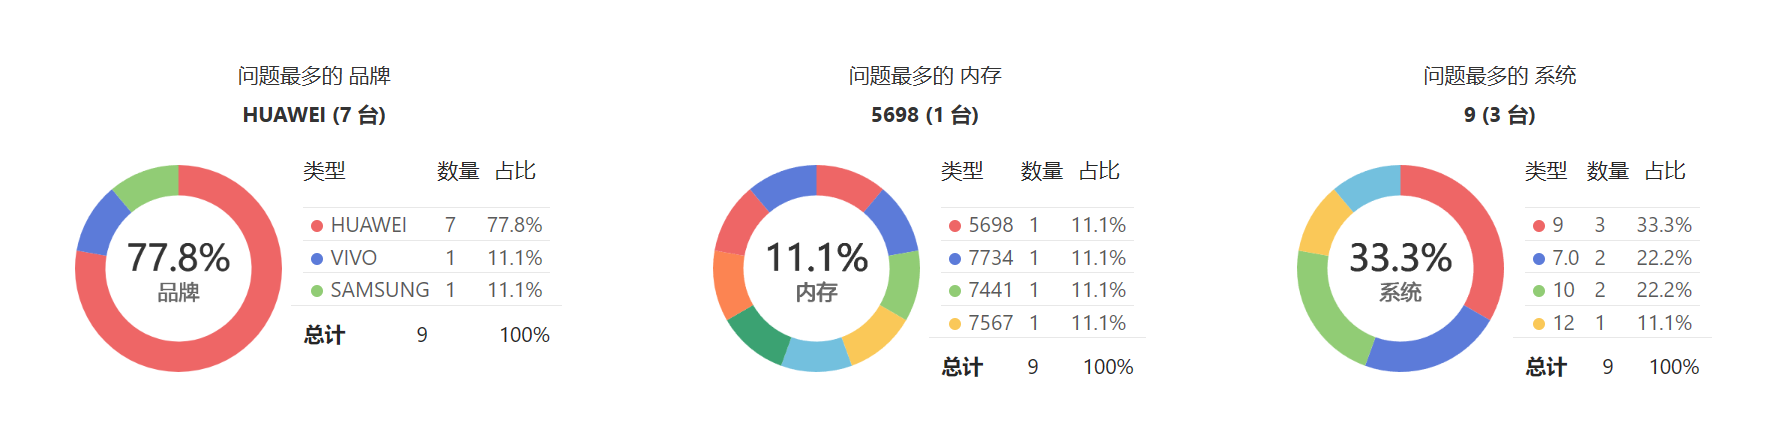 问题最多的 品牌
HUAWEI (7 台)
77.8%
品牌
类型 数量 占比
HUAWEI 7 77.8%
VIVO 1 11.1%
SAMSUNG 1 11.1%
总计 9 100%
问题最多的 内存
5698 (1 台)
11.1%
内存
类型 数量 占比
5698 1 11.1%
7734 1 11.1%
7441 1 11.1%
7567 1 11.1%
总计 9 100%
问题最多的 系统
9 (3 台)
33.3%
系统
类型 数量 占比
9 3 33.3%
7.0 2 22.2%
10 2 22.2%
12 1 11.1%
总计 9 100%